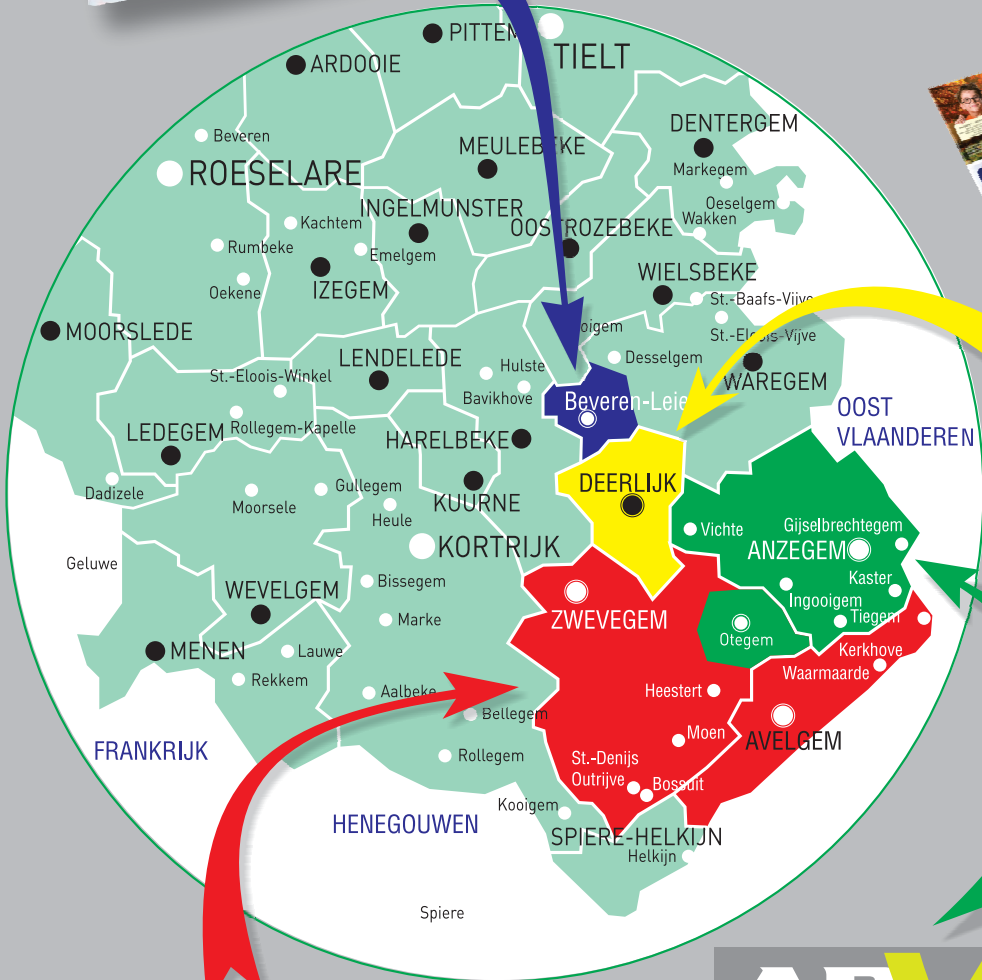 PITTEM
TIELT
ARDOOIE
DENTERGEM
Beveren
MEULEBEKE
Markegem
ROESELARE
Oeselgem
INGELMUNSTER
Wakken
Kachtem
OOSTROZEBEKE
Rumbeke
Emelgem
WIELSBEKE
Oekene
IZEGEM
St.-Baafs-Vijve
MOORSLEDE
oigem
St.-Eloois-Vijve
LENDELEDE
Hulste
Desselgem
St.-Eloois-Winkel
WAREGEM
Bavikhove
Beveren-Leie
OOST
VLAANDEREN
LEDEGEM
Rollegem-Kapelle
HARELBEKE
DEERLIJK
Dadizele
Gullegem
Moorsele
KUURNE
Heule
Vichte
Gijselbrechtegem
KORTRIJK
ANZEGEM
Geluwe
Bissegem
Kaster
WEVELGEM
Ingooigem
Marke
ZWEVEGEM
Tiegem
Otegem
MENEN
Lauwe
Kerkhove
Rekkem
Waarmaarde
Aalbeke
Heestert
Bellegem
Moen
AVELGEM
FRANKRIJK
Rollegem
St.-Denijs
Outrijve
Bossuit
Kooigem
HENEGOUWEN
SPIERE-HELKIJN
Helkijn
Spiere